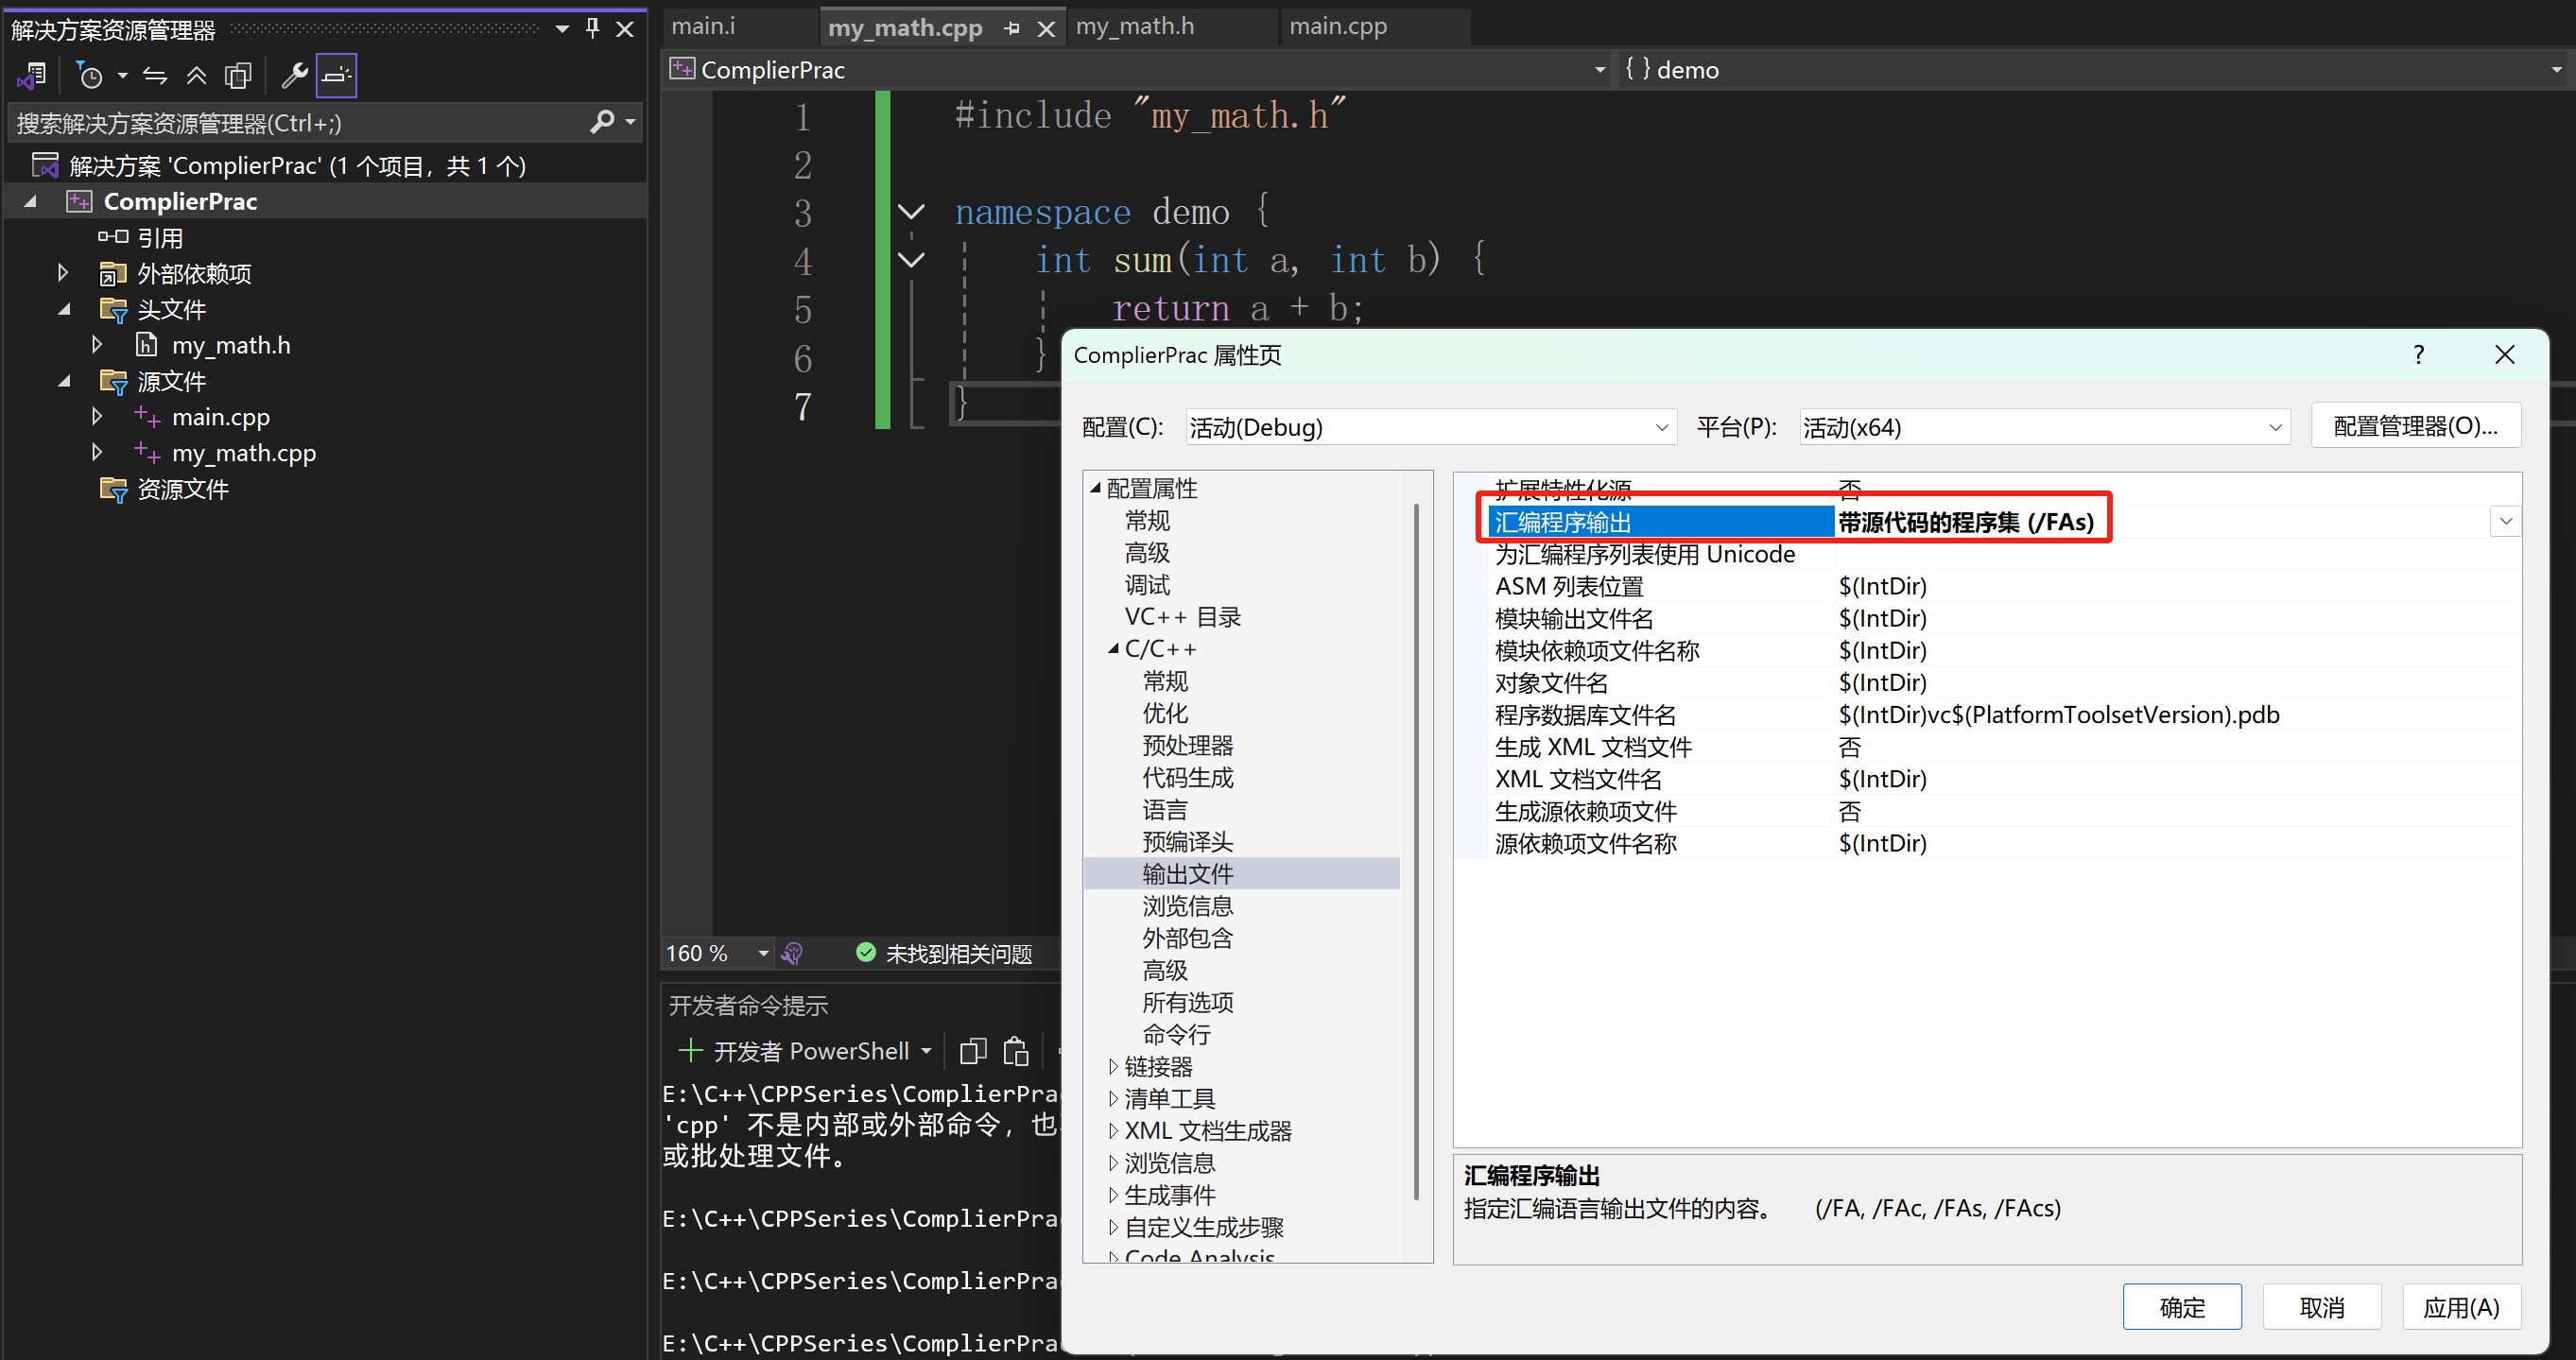 解决方案资源管理器
搜索解决方案资源管理器(Ctrl+;)
解决方案 'ComplierPrac' (1 个项目，共 1 个)
ComplierPrac
引用
外部依赖项
头文件
my_math.h
源文件
main.cpp
my_math.cpp
资源文件
main.i
my_math.cpp
my_math.h
main.cpp
ComplierPrac
{ } demo
1 #include "my_math.h"
2
3 namespace demo {
4 int sum(int a, int b) {
5 return a + b;
6 }
7 }
160 %
未找到相关问题
开发者命令提示
开发者 PowerShell
E:\C++\CPPSeries\ComplierPra
'cpp' 不是内部或外部命令，也
或批处理文件。
E:\C++\CPPSeries\ComplierPra
E:\C++\CPPSeries\ComplierPra
E:\C++\CPPSeries\ComplierPra
ComplierPrac 属性页
?
配置(C):
活动(Debug)
平台(P):
活动(x64)
配置管理器(O)...
配置属性
常规
高级
调试
VC++ 目录
C/C++
常规
优化
预处理器
代码生成
语言
预编译头
输出文件
浏览信息
外部包含
高级
所有选项
命令行
链接器
清单工具
XML 文档生成器
浏览信息
生成事件
自定义生成步骤
Code Analysis
扩展特性化源 否
汇编程序输出 带源代码的程序集 (/FAs)
为汇编程序列表使用 Unicode
ASM 列表位置 $(IntDir)
模块输出文件名 $(IntDir)
模块依赖项文件名称 $(IntDir)
对象文件名 $(IntDir)
程序数据库文件名 $(IntDir)vc$(PlatformToolsetVersion).pdb
生成 XML 文档文件 否
XML 文档文件名 $(IntDir)
生成源依赖项文件 否
源依赖项文件名称 $(IntDir)
汇编程序输出
指定汇编语言输出文件的内容。 (/FA, /FAc, /FAs, /FAcs)
确定
取消
应用(A)